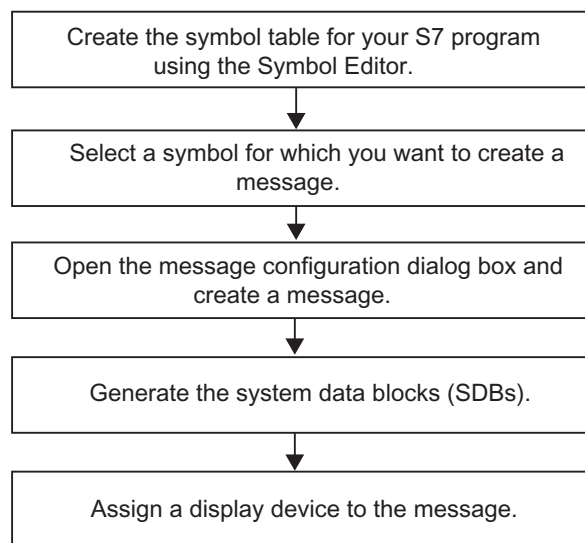 Create the symbol table for your S7 program
using the Symbol Editor.
Select a symbol for which you want to create a
message.
Open the message configuration dialog box and
create a message.
Generate the system data blocks (SDBs).
Assign a display device to the message.